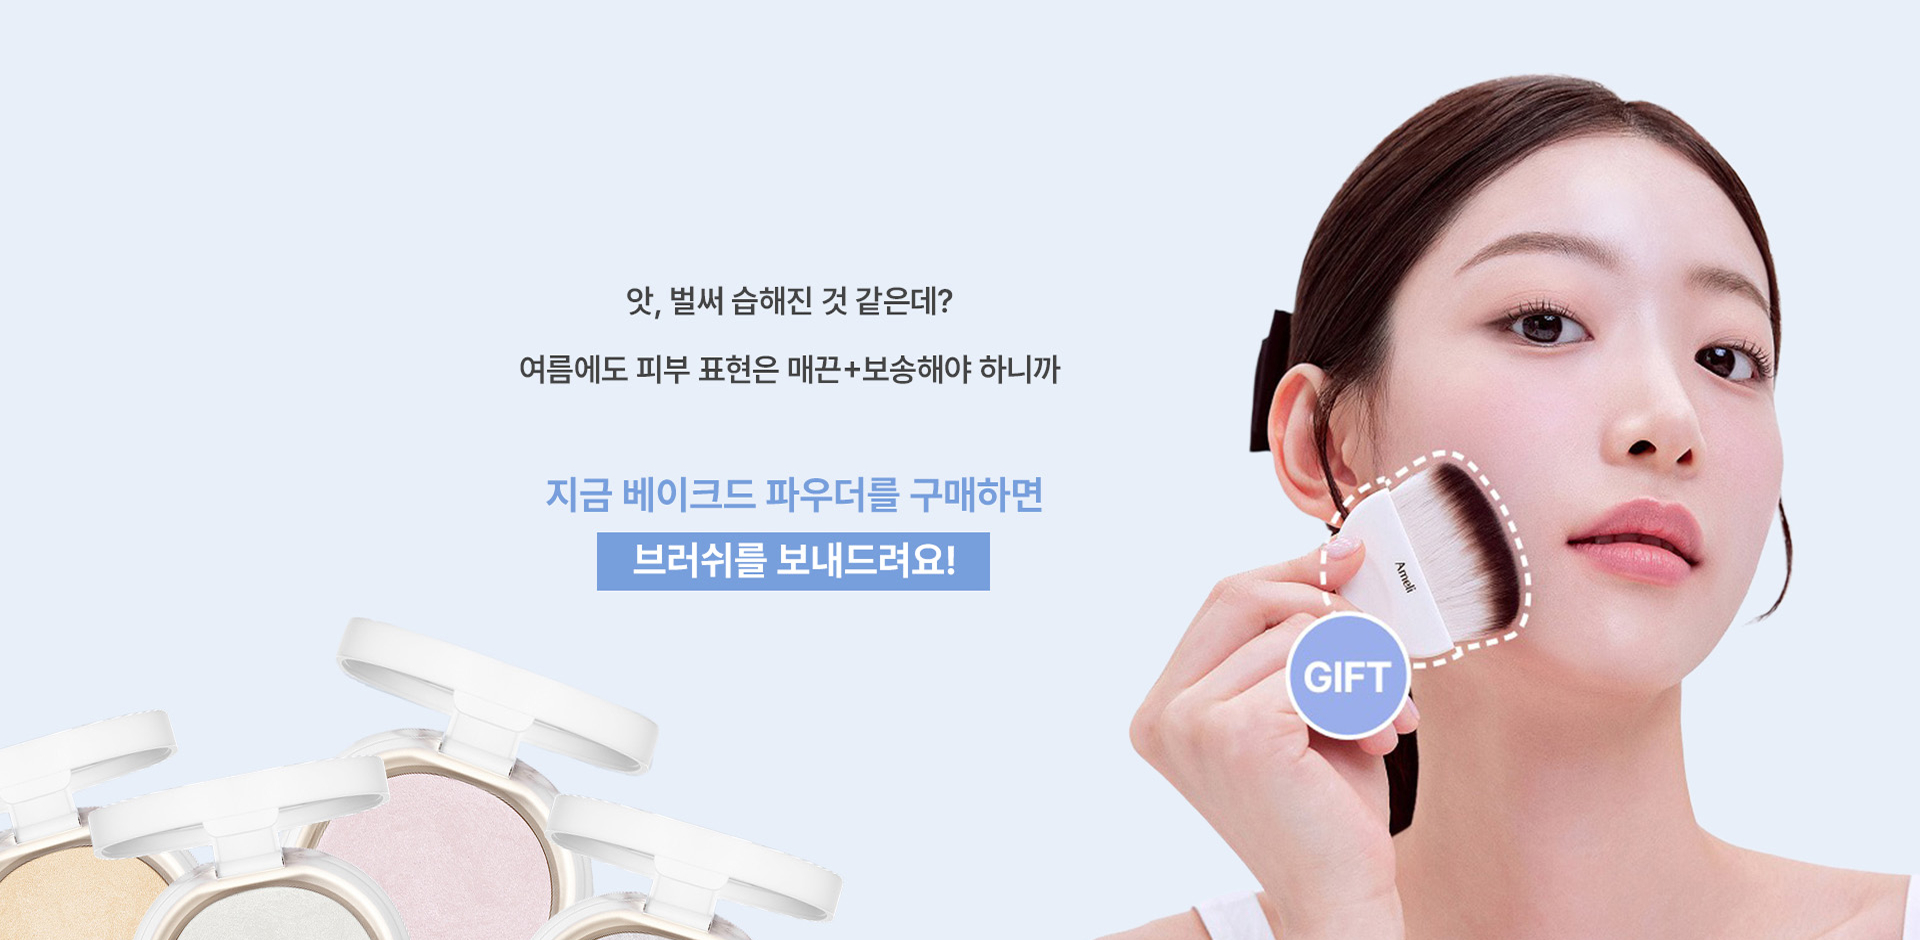 앗, 벌써 습해진 것 같은데?
여름에도 피부 표현은 매끈+보송해야 하니까
지금 베이크드 파우더를 구매하면
브러쉬를 보내드려요!
Ameli
GIFT